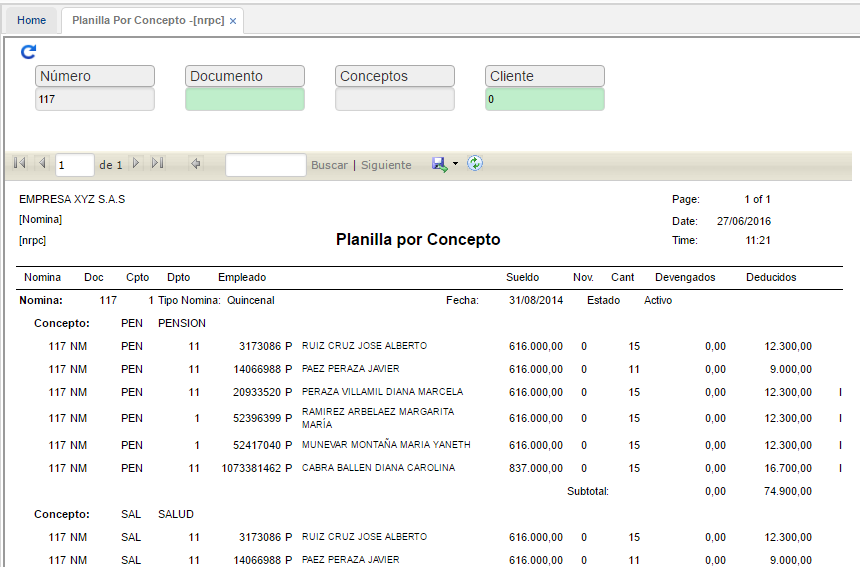 Home Planilla Por Concepto -[nrpc] ×
Número Documento Conceptos Cliente
117 0
1 de 1 Buscar | Siguiente
EMPRESA XYZ S.A.S Page: 1 of 1
[Nomina] Date: 27/06/2016
[nrpc] Planilla por Concepto Time: 11:21
Nomina Doc Cpto Dpto Empleado Sueldo Nov. Cant Devengados Deducidos
Nomina: 117 1 Tipo Nomina: Quincenal Fecha: 31/08/2014 Estado Activo
Concepto: PEN PENSION
117 NM PEN 11 3173086 P RUIZ CRUZ JOSE ALBERTO 616.000,00 0 15 0,00 12.300,00
117 NM PEN 11 14066988 P PAEZ PERAZA JAVIER 616.000,00 0 11 0,00 9.000,00
117 NM PEN 11 20933520 P PERAZA VILLAMIL DIANA MARCELA 616.000,00 0 15 0,00 12.300,00 I
117 NM PEN 1 52396399 P RAMIREZ ARBELAEZ MARGARITA MARÍA 616.000,00 0 15 0,00 12.300,00 I
117 NM PEN 1 52417040 P MUNEVAR MONTAÑA MARIA YANETH 616.000,00 0 15 0,00 12.300,00 I
117 NM PEN 11 1073381462 P CABRA BALLEN DIANA CAROLINA 837.000,00 0 15 0,00 16.700,00 I
Subtotal: 0,00 74.900,00
Concepto: SAL SALUD
117 NM SAL 11 3173086 P RUIZ CRUZ JOSE ALBERTO 616.000,00 0 15 0,00 12.300,00
117 NM SAL 11 14066988 P PAEZ PERAZA JAVIER 616.000,00 0 11 0,00 9.000,00